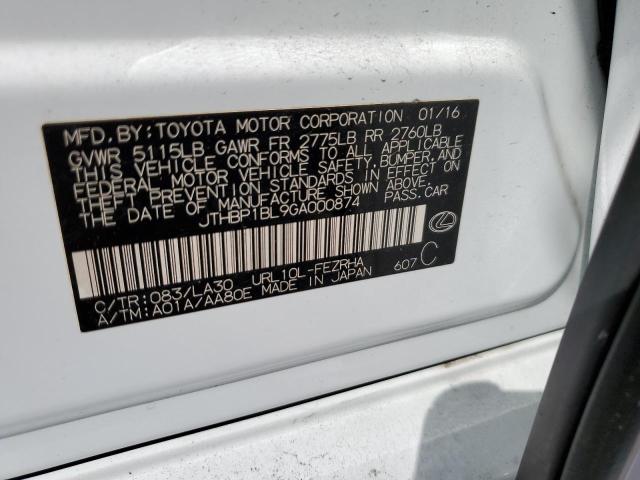 MFD. BY: TOYOTA MOTOR CORPORATION 01/16
GVWR 5115LB GAWR FR 2775LB RR 2760LB
THIS VEHICLE CONFORMS TO ALL APPLICABLE
FEDERAL MOTOR VEHICLE SAFETY, BUMPER, AND
THEFT PREVENTION STANDARDS IN EFFECT ON
THE DATE OF MANUFACTURE SHOWN ABOVE.
JTHBP1BL9GA000874 PASS. CAR
C/TR: 083/LA30 URL10L-FEZRHA 607 C
A/TM: A01A/AA80E MADE IN JAPAN